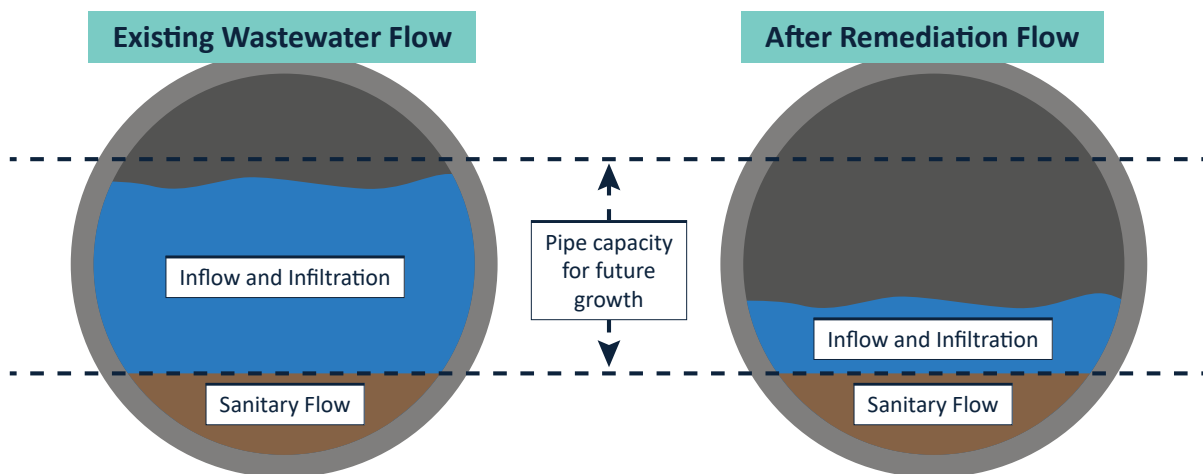 Existing Wastewater Flow
After Remediation Flow
Inflow and Infiltration
Sanitary Flow
Pipe capacity
for future
growth
Inflow and Infiltration
Sanitary Flow